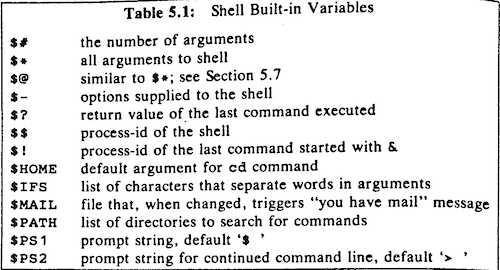 Table 5.1: Shell Built-in Variables
$# the number of arguments
$* all arguments to shell
$@ similar to $*; see Section 5.7
$- options supplied to the shell
$? return value of the last command executed
$$ process-id of the shell
$! process-id of the last command started with &
$HOME default argument for cd command
$IFS list of characters that separate words in arguments
$MAIL file that, when changed, triggers “you have mail” message
$PATH list of directories to search for commands
$PS1 prompt string, default '$ '
$PS2 prompt string for continued command line, default '> '